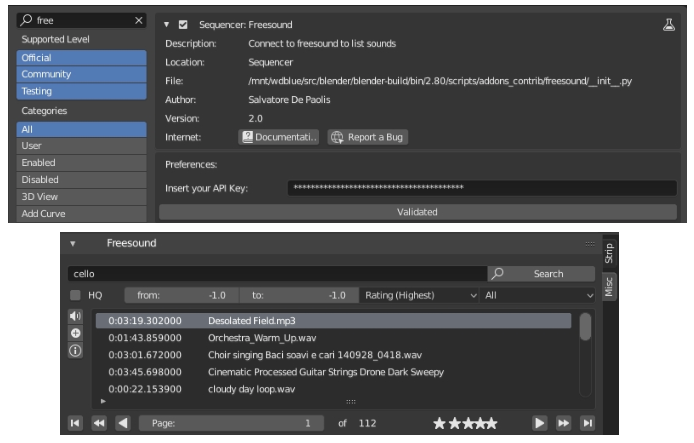 free
Supported Level
Official
Community
Testing
Categories
All
User
Enabled
Disabled
3D View
Add Curve
Sequencer: Freesound
Description: Connect to freesound to list sounds
Location: Sequencer
File: /mnt/wdblue/src/blender/blender-build/bin/2.80/scripts/addons_contrib/freesound/__init__.py
Author: Salvatore De Paolis
Version: 2.0
Internet: Documentati.. Report a Bug
Preferences:
Insert your API Key: ****************************************
Validated
Freesound
cello Search
HQ from: -1.0 to: -1.0 Rating (Highest) All
0:03:19.302000 Desolated Field.mp3
0:01:43.859000 Orchestra_Warm_Up.wav
0:03:01.672000 Choir singing Baci soavi e cari 140928_0418.wav
0:03:45.698000 Cinematic Processed Guitar Strings Drone Dark Sweepy
0:00:22.153900 cloudy day loop.wav
Page: 1 of 112
Strip
Misc